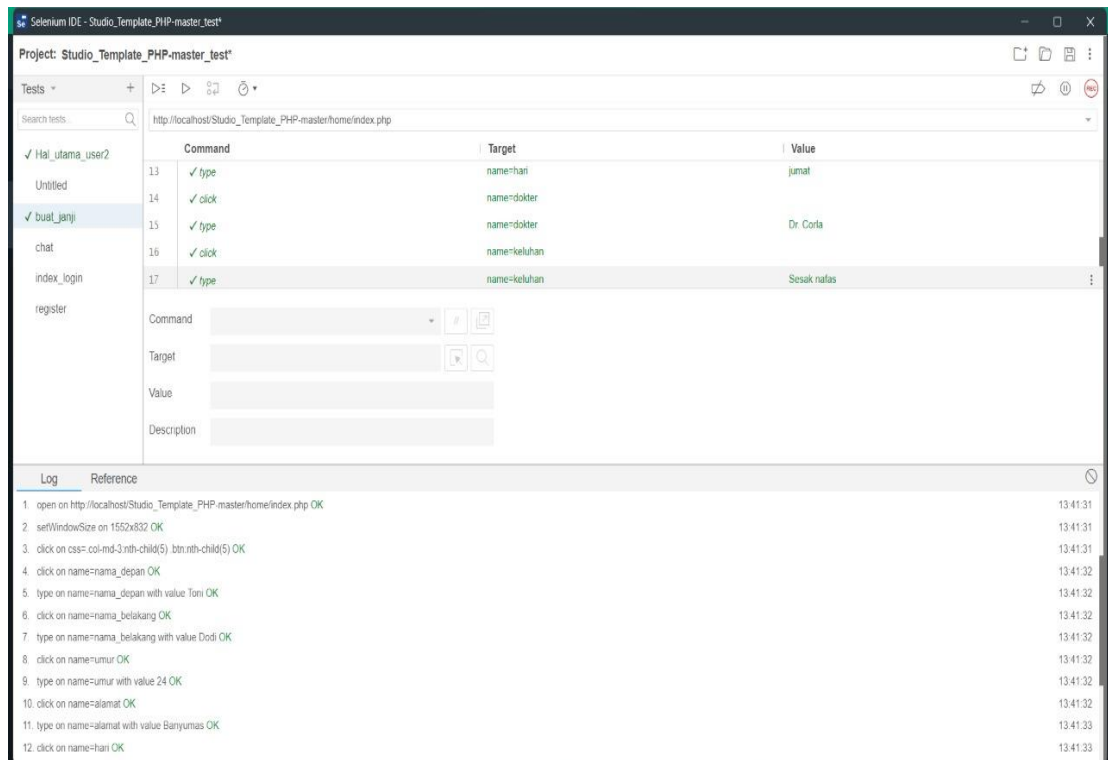 Selenium IDE - Studio_Template_PHP-master_test*
Project: Studio_Template_PHP-master_test*
Tests
Search tests...
✓ Hal_utama_user2
Untitled
✓ buat_janji
chat
index_login
register
REC
http://localhost/Studio_Template_PHP-master/home/index.php
Command Target Value
13 ✓ type name=hari jumat
14 ✓ click name=dokter
15 ✓ type name=dokter Dr. Corla
16 ✓ click name=keluhan
17 ✓ type name=keluhan Sesak nafas
Command //
Target
Value
Description
Log Reference
1. open on http://localhost/Studio_Template_PHP-master/home/index.php OK 13:41:31
2. setWindowSize on 1552x832 OK 13:41:31
3. click on css=.col-md-3:nth-child(5) .btn:nth-child(5) OK 13:41:31
4. click on name=nama_depan OK 13:41:32
5. type on name=nama_depan with value Toni OK 13:41:32
6. click on name=nama_belakang OK 13:41:32
7. type on name=nama_belakang with value Dodi OK 13:41:32
8. click on name=umur OK 13:41:32
9. type on name=umur with value 24 OK 13:41:32
10. click on name=alamat OK 13:41:32
11. type on name=alamat with value Banyumas OK 13:41:33
12. click on name=hari OK 13:41:33